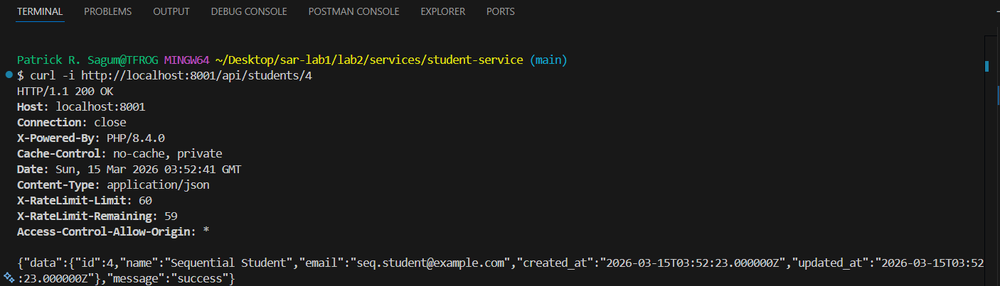 TERMINAL PROBLEMS OUTPUT DEBUG CONSOLE POSTMAN CONSOLE EXPLORER PORTS
Patrick R. Sagum@TFROG MINGW64 ~/Desktop/sar-lab1/lab2/services/student-service (main)
$ curl -i http://localhost:8001/api/students/4
HTTP/1.1 200 OK
Host: localhost:8001
Connection: close
X-Powered-By: PHP/8.4.0
Cache-Control: no-cache, private
Date: Sun, 15 Mar 2026 03:52:41 GMT
Content-Type: application/json
X-RateLimit-Limit: 60
X-RateLimit-Remaining: 59
Access-Control-Allow-Origin: *
{"data":{"id":4,"name":"Sequential Student","email":"seq.student@example.com","created_at":"2026-03-15T03:52:23.000000Z","updated_at":"2026-03-15T03:52
:23.000000Z"},"message":"success"}